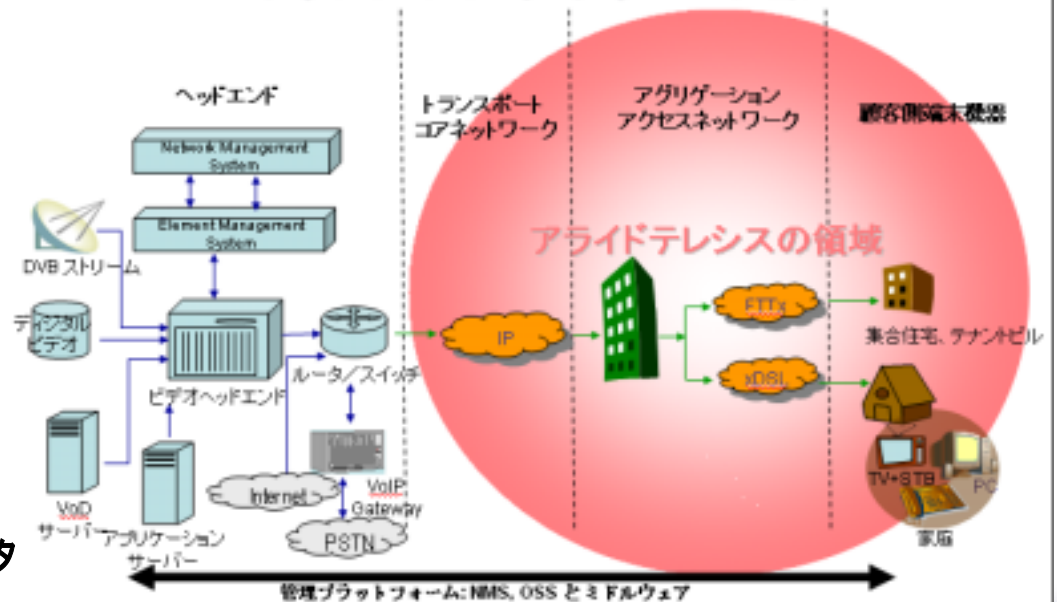 ヘッドエンド
トランスポート
コアネットワーク
アグリゲーション
アクセスネットワーク
顧客側端末機器
Network Management
System
Element Management
System
アライドテレシスの領域
DVB ストリーム
ディジタル
ビデオ
ビデオヘッドエンド
ルータ／スイッチ
IP
FTTx
xDSL
集合住宅、テナントビル
VoD
サーバー
アプリケーション
サーバー
Internet
VoIP
Gateway
PSTN
TV+STB
PC
家庭
タ
管理プラットフォーム: NMS, OSS とミドルウェア